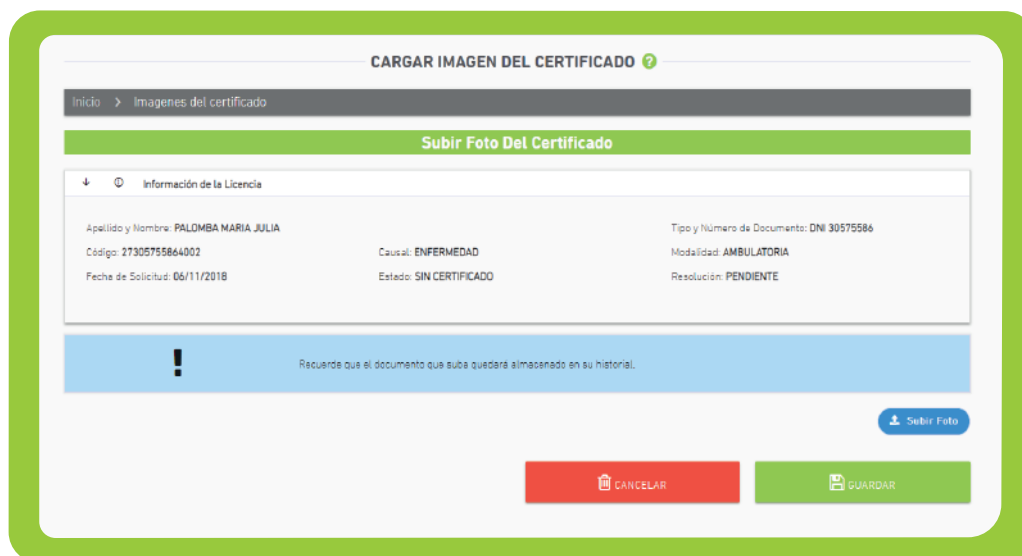 CARGAR IMAGEN DEL CERTIFICADO ?
Inicio > Imagenes del certificado
Subir Foto Del Certificado
Información de la Licencia
Apellido y Nombre: PALOMBA MARIA JULIA Tipo y Número de Documento: DNI 30575586
Código: 27305755864002 Causal: ENFERMEDAD Modalidad: AMBULATORIA
Fecha de Solicitud: 06/11/2018 Estado: SIN CERTIFICADO Resolución: PENDIENTE
! Recuerde que el documento que suba quedará almacenado en su historial.
Subir Foto
CANCELAR GUARDAR